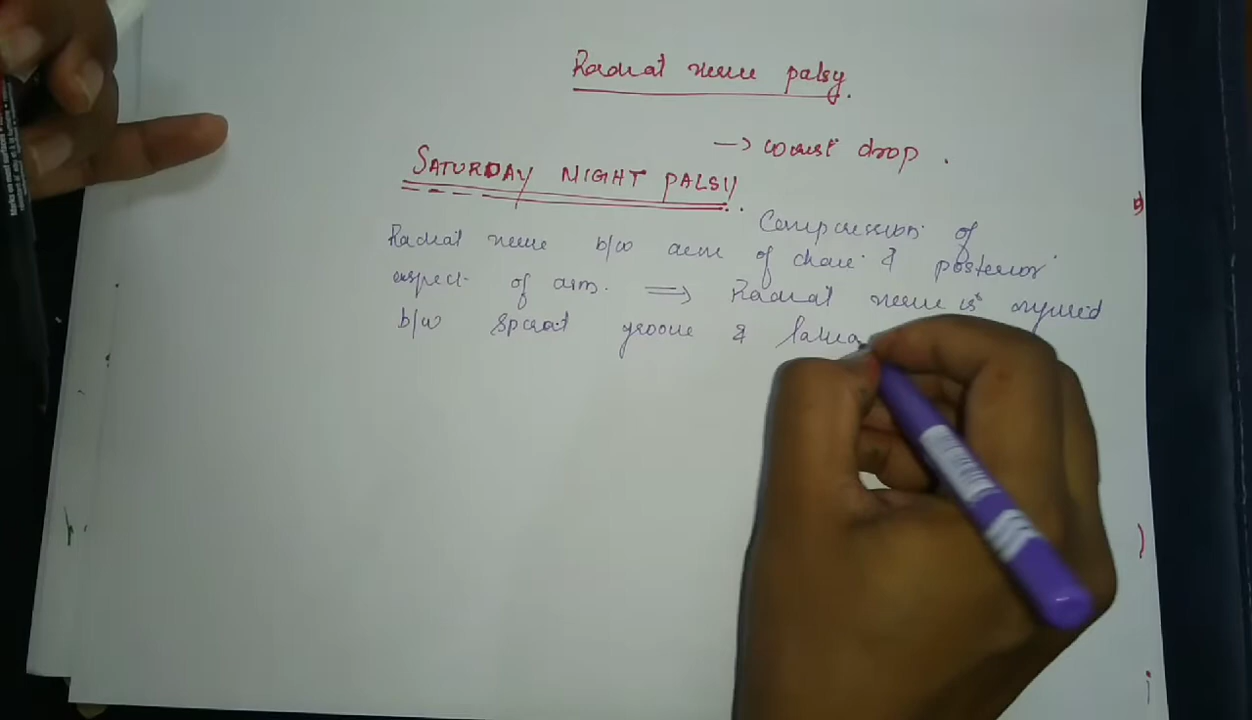 Radial nerve palsy.
→ wrist drop.
SATURDAY NIGHT PALSY.
Compression of
Radial nerve b/w arm of chair & posterior
aspect of arm. ⟹ Radial nerve is injured
b/w spiral groove &